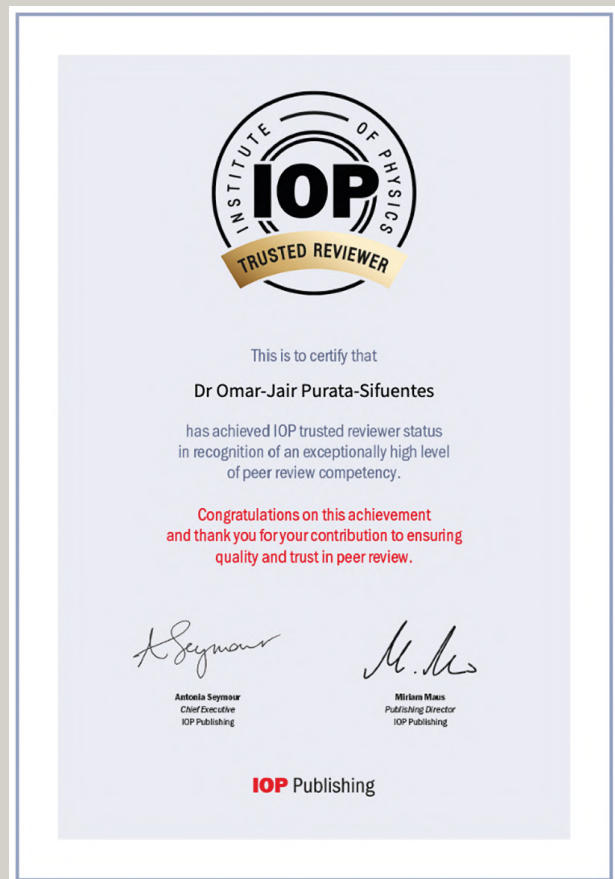 INSTITUTE OF PHYSICS
IOP
TRUSTED REVIEWER
This is to certify that
Dr Omar-Jair Purata-Sifuentes
has achieved IOP trusted reviewer status
in recognition of an exceptionally high level
of peer review competency.
Congratulations on this achievement
and thank you for your contribution to ensuring
quality and trust in peer review.
A Seymour
M. Ms
Antonia Seymour
Chief Executive
IOP Publishing
Miriam Maus
Publishing Director
IOP Publishing
IOP Publishing